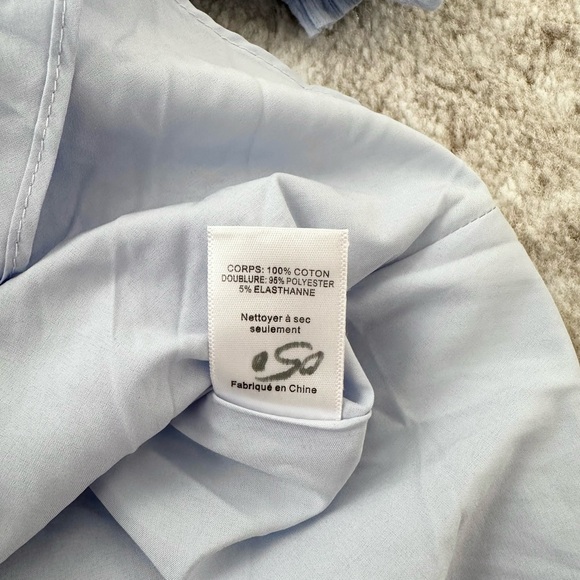 CORPS: 100% COTON
DOUBLURE: 95% POLYESTER
5% ELASTHANNE
Nettoyer à sec
seulement
Fabriqué en Chine